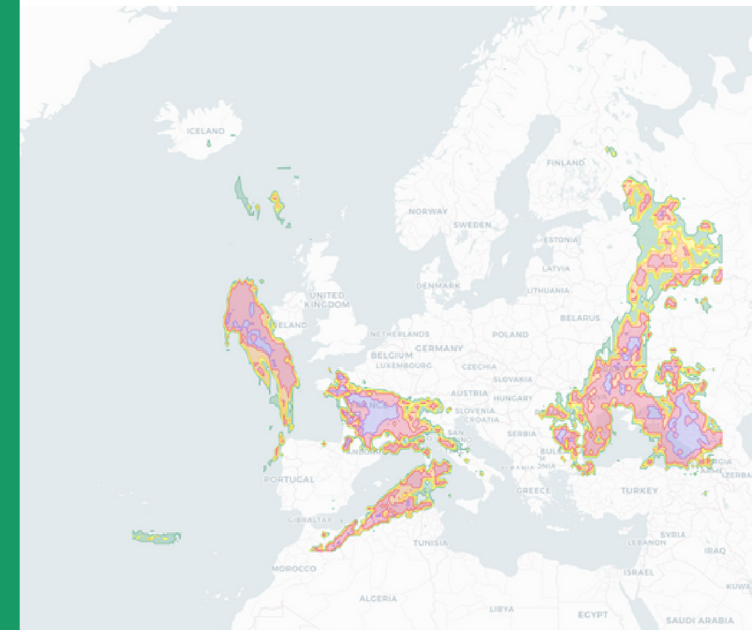 ICELAND
FINLAND
NORWAY
SWEDEN
ESTONIA
LATVIA
DENMARK
LITHUANIA
UNITED
KINGDOM
BELARUS
NETHERLANDS
POLAND
BELGIUM
GERMANY
LUXEMBOURG
CZECHIA
SLOVAKIA
AUSTRIA
HUNGARY
SLOVENIA
CROATIA
SAN
SERBIA
PORTUGAL
GREECE
TURKEY
GIBRALTAR
TUNISIA
SYRIA
LEBANON
IRAQ
MOROCCO
ISRAEL
ALGERIA
LIBYA
EGYPT
SAUDI ARABIA